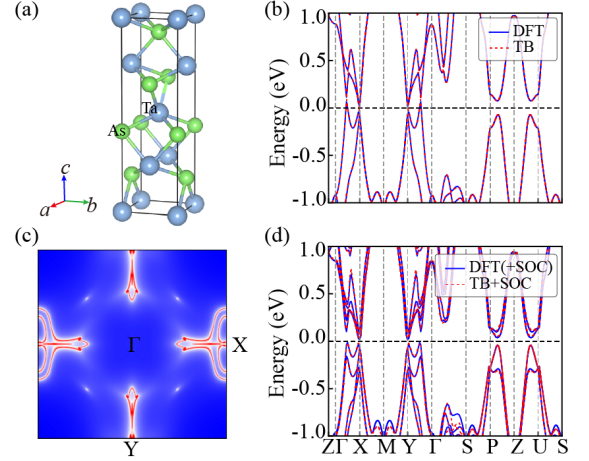 (a)
Ta
As
c
a
b
(b)
Energy (eV)
1.0
0.5
0.0
-0.5
-1.0
DFT
TB
(c)
Γ
X
Y
(d)
Energy (eV)
1.0
0.5
0.0
-0.5
-1.0
DFT(+SOC)
TB+SOC
Z Γ X M Y Γ S P Z U S